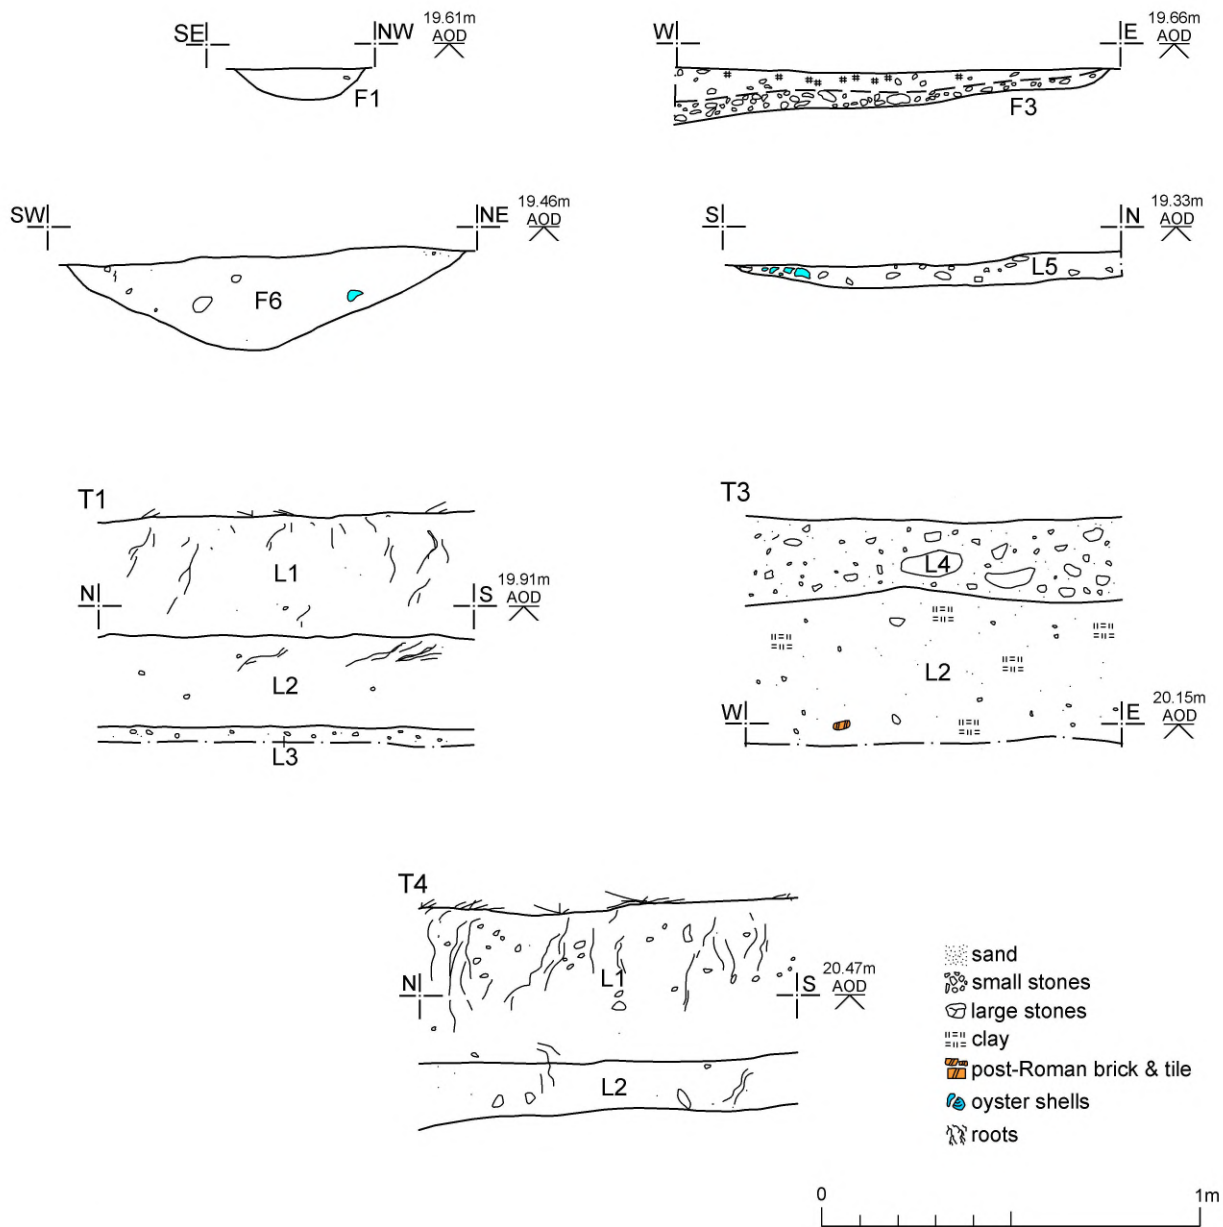 SE NW 19.61m
AOD
F1
W E 19.66m
AOD
F3
SW NE 19.46m
AOD
F6
S N 19.33m
AOD
L5
T1
L1
N S 19.91m
AOD
L2
L3
T3
L4
L2
W E 20.15m
AOD
T4
L1
N S 20.47m
AOD
L2
sand
small stones
large stones
clay
post-Roman brick & tile
oyster shells
roots
0 1m